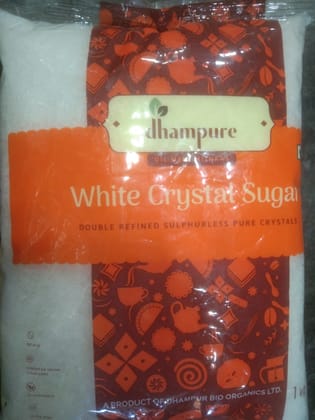 dhampure
White Crystal Sugar
DOUBLE REFINED SULPHURLESS PURE CRYSTALS
A PRODUCT OF DHAMPUR BIO ORGANICS LTD.